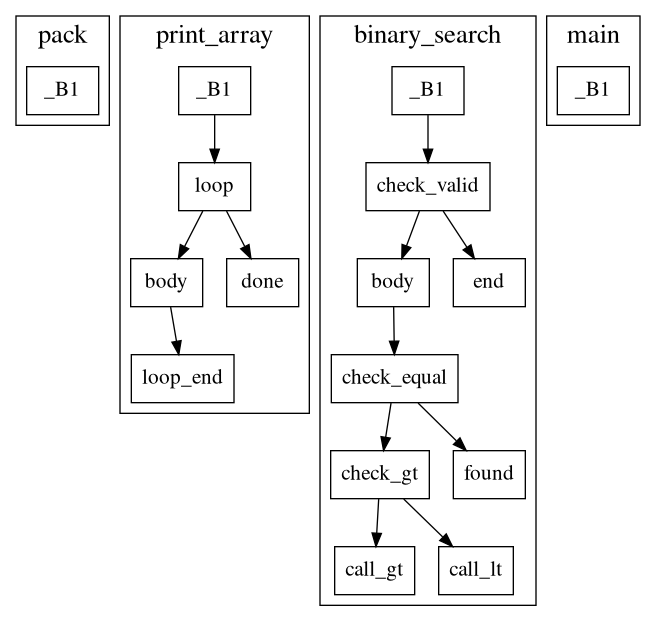 pack
_B1
print_array
_B1
loop
body
done
loop_end
binary_search
_B1
check_valid
body
end
check_equal
check_gt
found
call_gt
call_lt
main
_B1